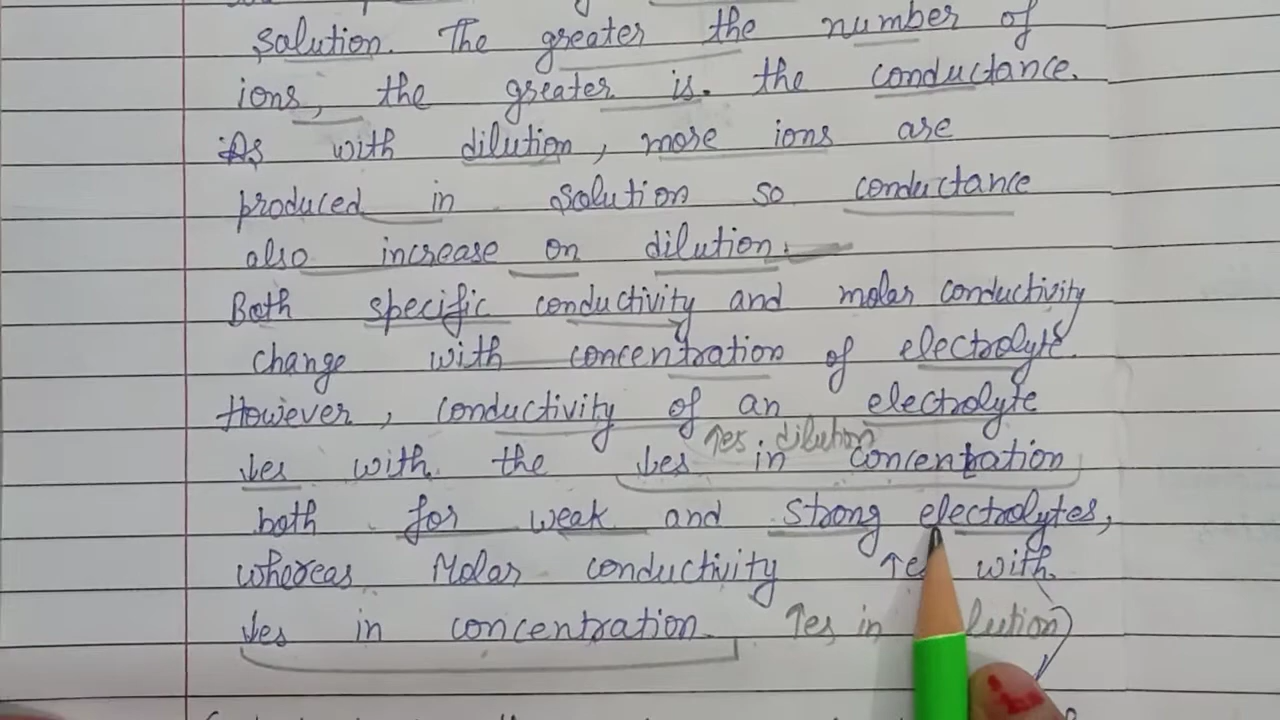 solution. The greater the number of
ions, the greater is. the conductance.
As with dilution, more ions are
produced in solution so conductance
also increase on dilution.
Both specific conductivity and molar conductivity
change with concentration of electrolyte.
However, conductivity of an electrolyte
↑es dilution
↓es with the ↓es in concentration
both for weak and strong electrolytes,
whereas Molar conductivity with
↓es in concentration. ↑es in